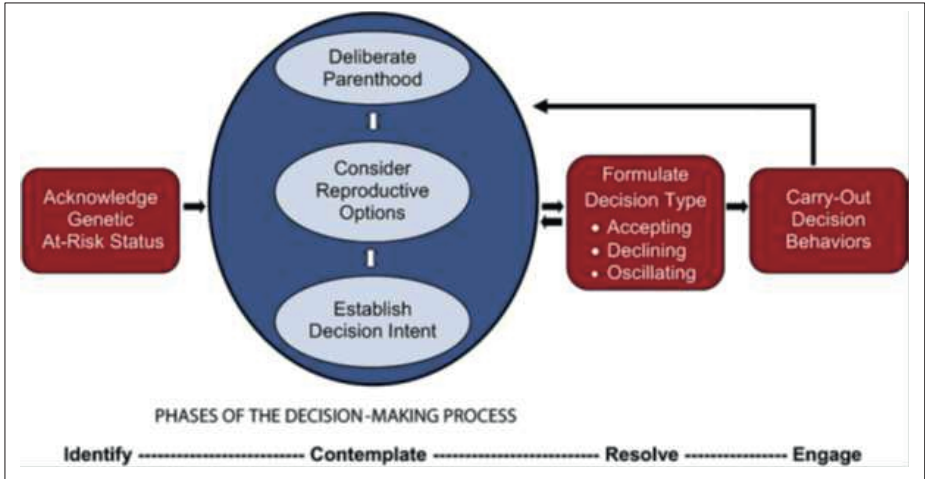 Deliberate
Parenthood
Consider
Reproductive
Options
Establish
Decision Intent
Acknowledge
Genetic
At-Risk Status
Formulate
Decision Type
• Accepting
• Declining
• Oscillating
Carry-Out
Decision
Behaviors
PHASES OF THE DECISION-MAKING PROCESS
Identify ------------------------- Contemplate -------------------------- Resolve ---------------- Engage